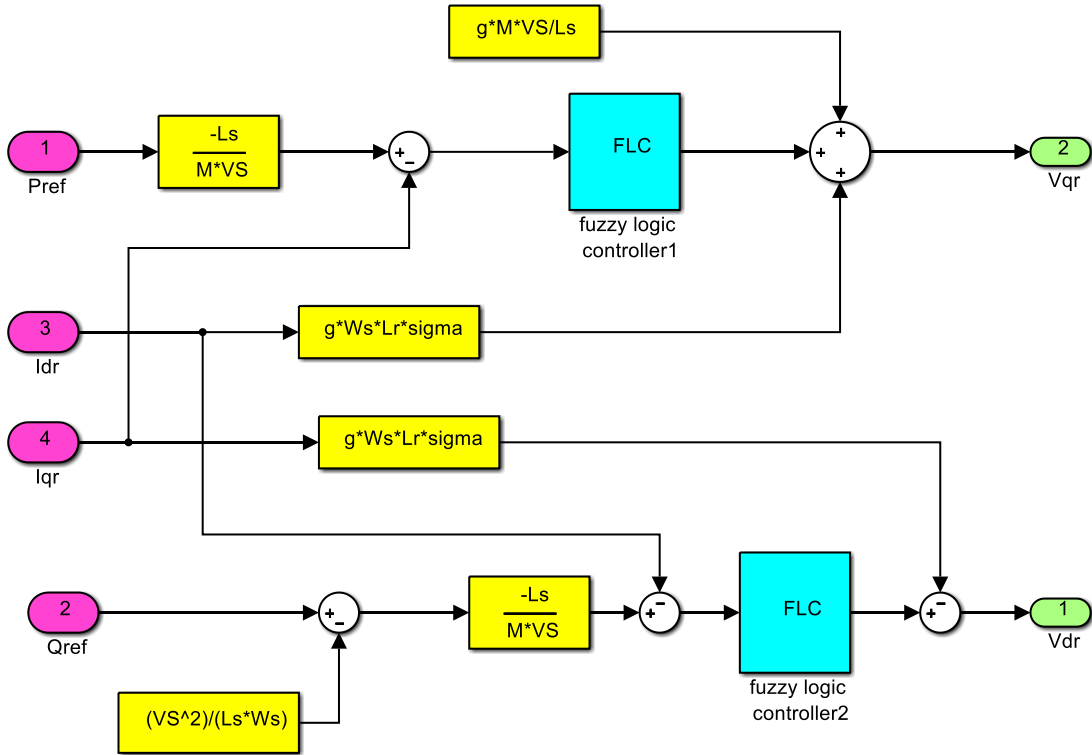 g*M*VS/Ls
1
Pref
-Ls
M*VS
+
-
FLC
fuzzy logic
controller1
+
+
+
2
Vqr
3
Idr
g*Ws*Lr*sigma
4
Iqr
g*Ws*Lr*sigma
2
Qref
+
-
-Ls
M*VS
+
-
FLC
fuzzy logic
controller2
+
-
1
Vdr
(VS^2)/(Ls*Ws)